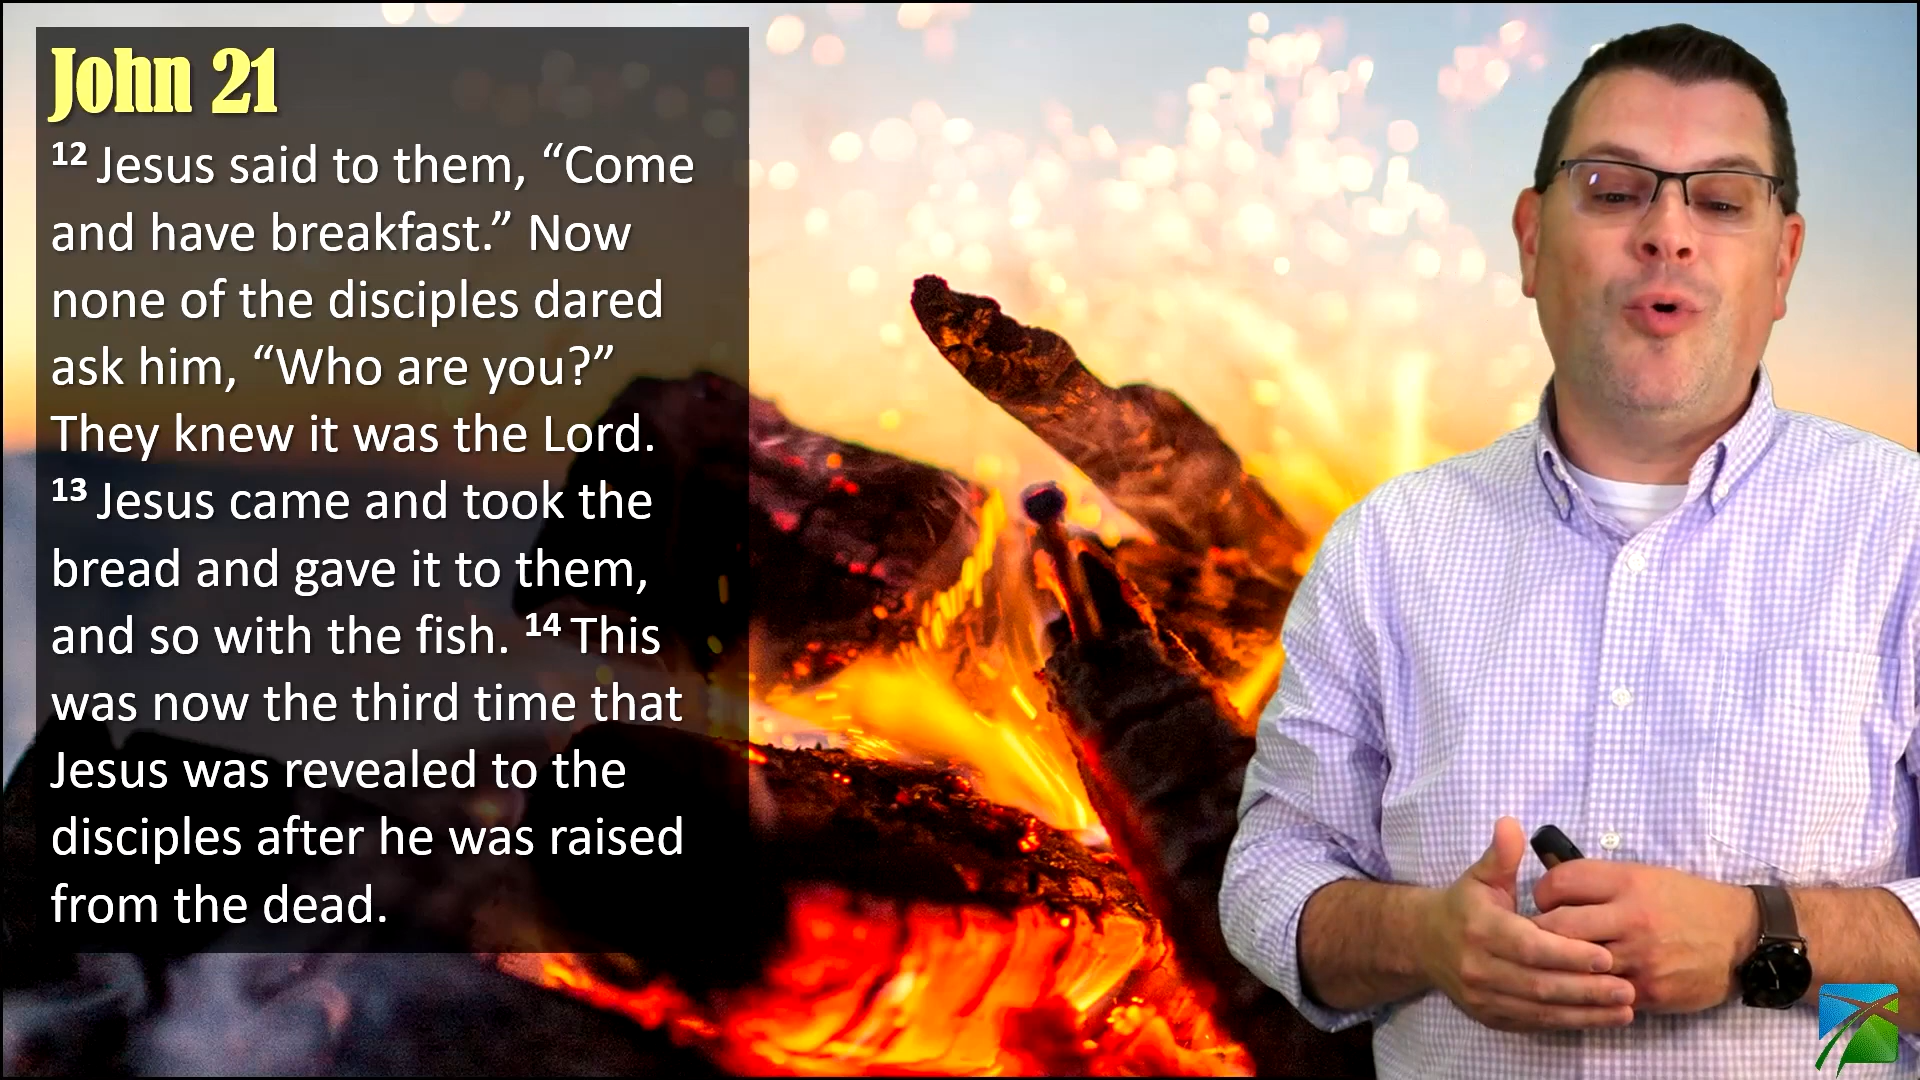 John 21
12 Jesus said to them, “Come
and have breakfast.” Now
none of the disciples dared
ask him, “Who are you?”
They knew it was the Lord.
13 Jesus came and took the
bread and gave it to them,
and so with the fish. 14 This
was now the third time that
Jesus was revealed to the
disciples after he was raised
from the dead.